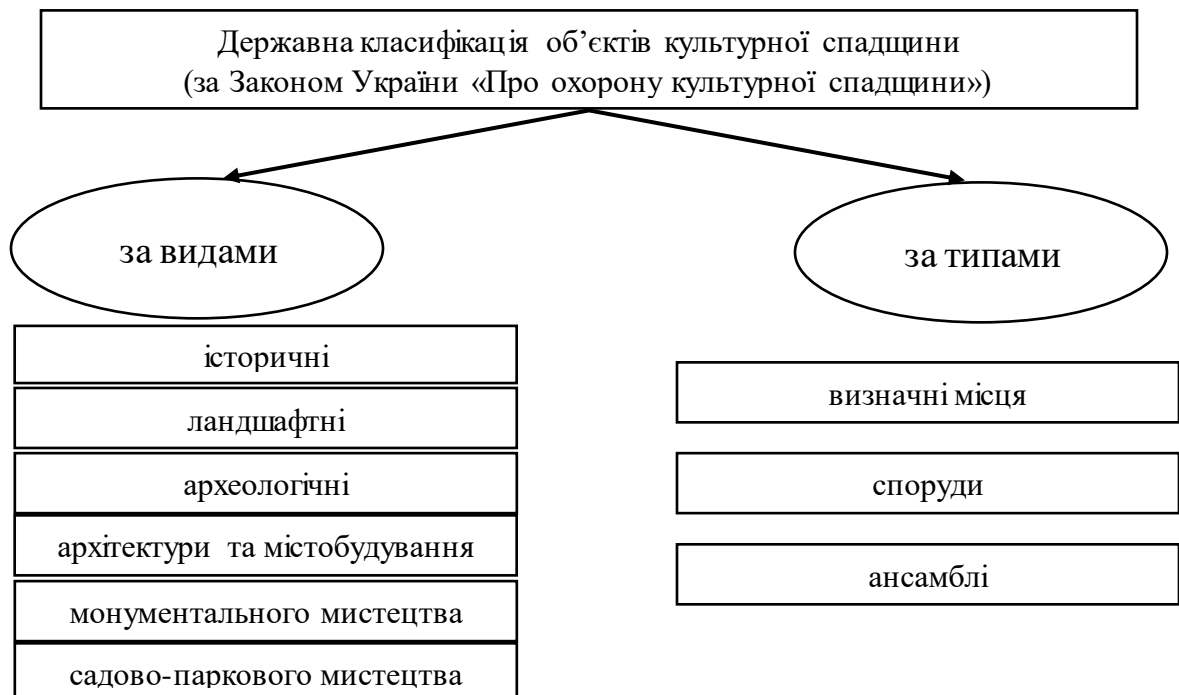 Державна класифікація об’єктів культурної спадщини
(за Законом України «Про охорону культурної спадщини»)
за видами
за типами
історичні
ландшафтні
археологічні
архітектури та містобудування
монументального мистецтва
садово-паркового мистецтва
визначні місця
споруди
ансамблі